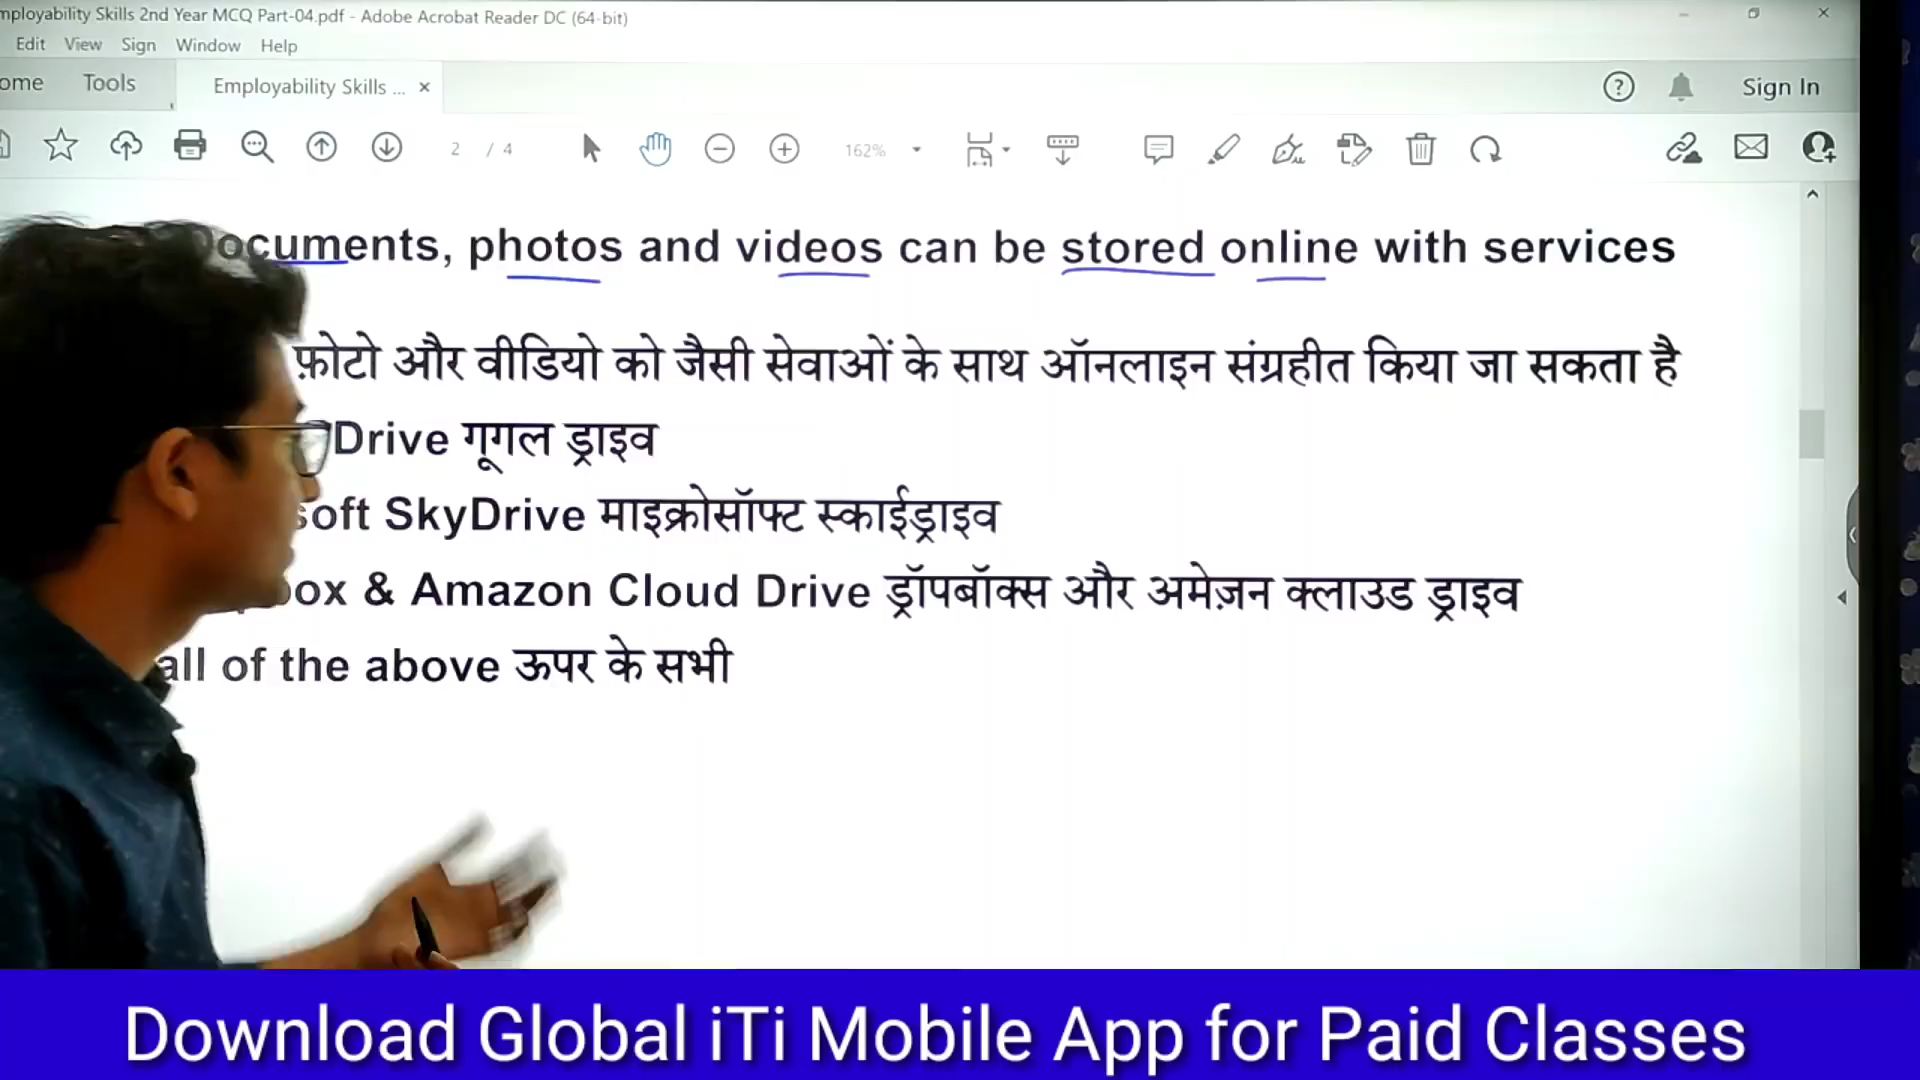 mployability Skills 2nd Year MCQ Part-04.pdf - Adobe Acrobat Reader DC (64-bit)
Edit View Sign Window Help
ome Tools Employability Skills ... × Sign In
2 / 4 162%
Documents, photos and videos can be stored online with services
फ़ोटो और वीडियो को जैसी सेवाओं के साथ ऑनलाइन संग्रहीत किया जा सकता है
Drive गूगल ड्राइव
soft SkyDrive माइक्रोसॉफ्ट स्काईड्राइव
box & Amazon Cloud Drive ड्रॉपबॉक्स और अमेज़न क्लाउड ड्राइव
all of the above ऊपर के सभी
Download Global iTi Mobile App for Paid Classes